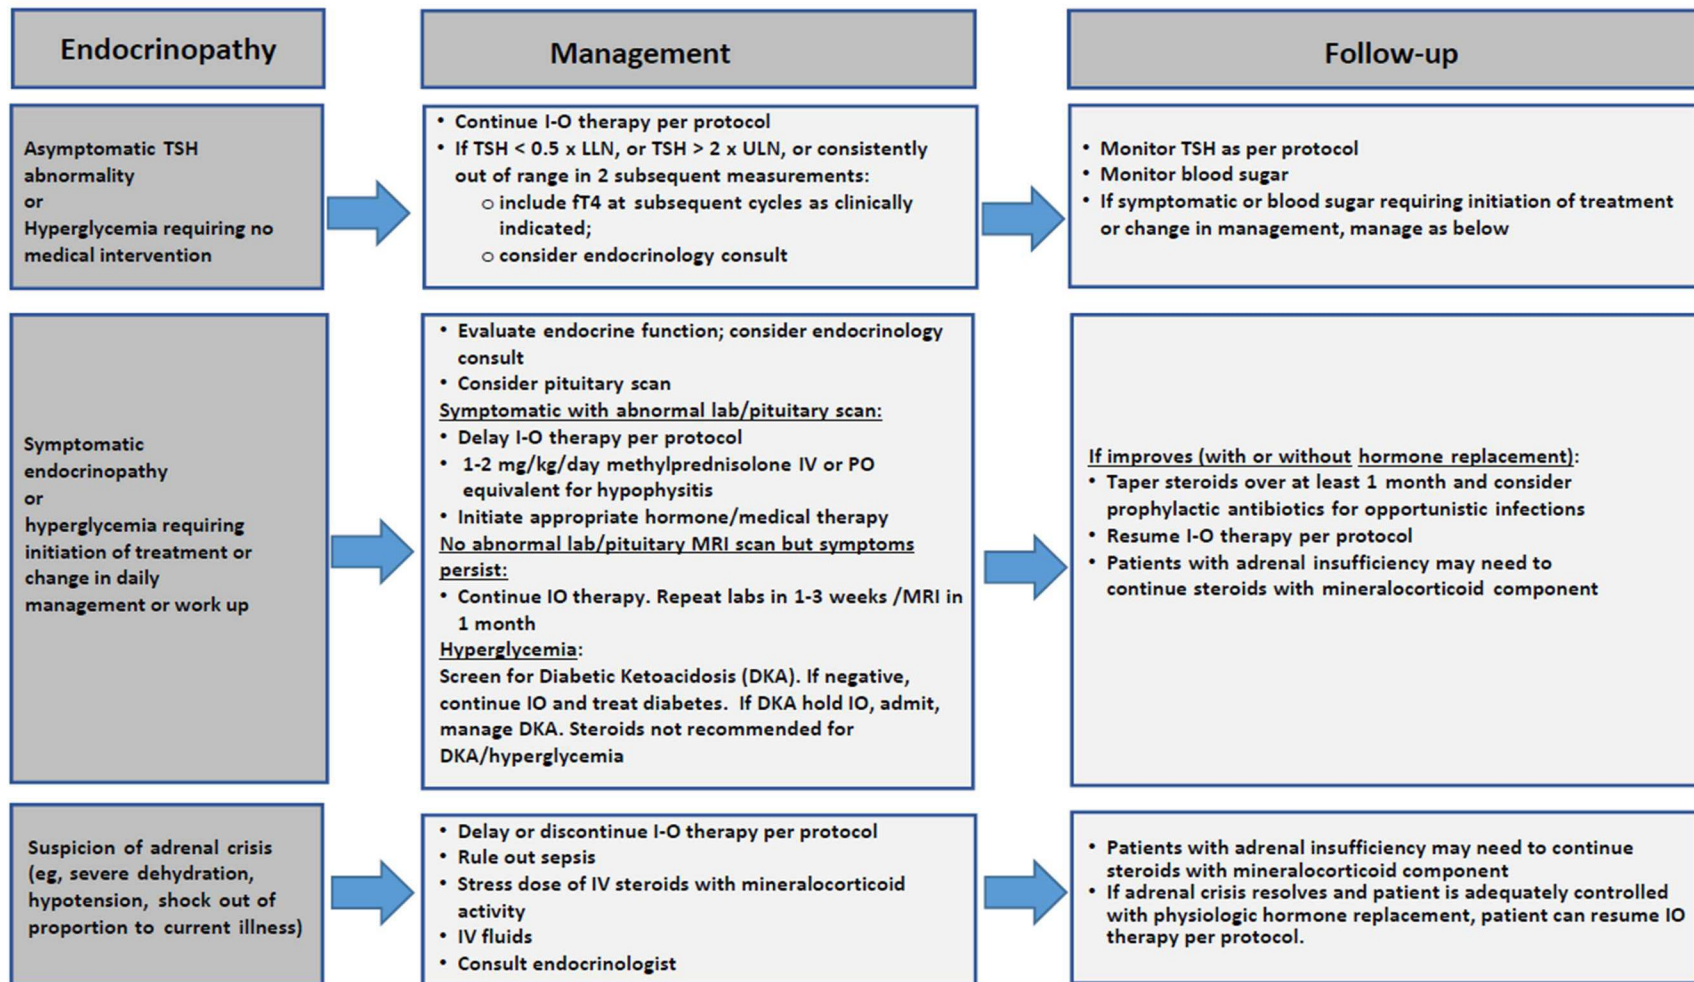 Endocrinopathy
Management
Follow-up
Asymptomatic TSH
abnormality
or
Hyperglycemia requiring no
medical intervention
• Continue I-O therapy per protocol
• If TSH < 0.5 x LLN, or TSH > 2 x ULN, or consistently
out of range in 2 subsequent measurements:
o include fT4 at subsequent cycles as clinically
indicated;
o consider endocrinology consult
• Monitor TSH as per protocol
• Monitor blood sugar
• If symptomatic or blood sugar requiring initiation of treatment
or change in management, manage as below
Symptomatic
endocrinopathy
or
hyperglycemia requiring
initiation of treatment or
change in daily
management or work up
• Evaluate endocrine function; consider endocrinology
consult
• Consider pituitary scan
Symptomatic with abnormal lab/pituitary scan:
• Delay I-O therapy per protocol
• 1-2 mg/kg/day methylprednisolone IV or PO
equivalent for hypophysitis
• Initiate appropriate hormone/medical therapy
No abnormal lab/pituitary MRI scan but symptoms
persist:
• Continue IO therapy. Repeat labs in 1-3 weeks /MRI in
1 month
Hyperglycemia:
Screen for Diabetic Ketoacidosis (DKA). If negative,
continue IO and treat diabetes. If DKA hold IO, admit,
manage DKA. Steroids not recommended for
DKA/hyperglycemia
If improves (with or without hormone replacement):
• Taper steroids over at least 1 month and consider
prophylactic antibiotics for opportunistic infections
• Resume I-O therapy per protocol
• Patients with adrenal insufficiency may need to
continue steroids with mineralocorticoid component
Suspicion of adrenal crisis
(eg, severe dehydration,
hypotension, shock out of
proportion to current illness)
• Delay or discontinue I-O therapy per protocol
• Rule out sepsis
• Stress dose of IV steroids with mineralocorticoid
activity
• IV fluids
• Consult endocrinologist
• Patients with adrenal insufficiency may need to continue
steroids with mineralocorticoid component
• If adrenal crisis resolves and patient is adequately controlled
with physiologic hormone replacement, patient can resume IO
therapy per protocol.